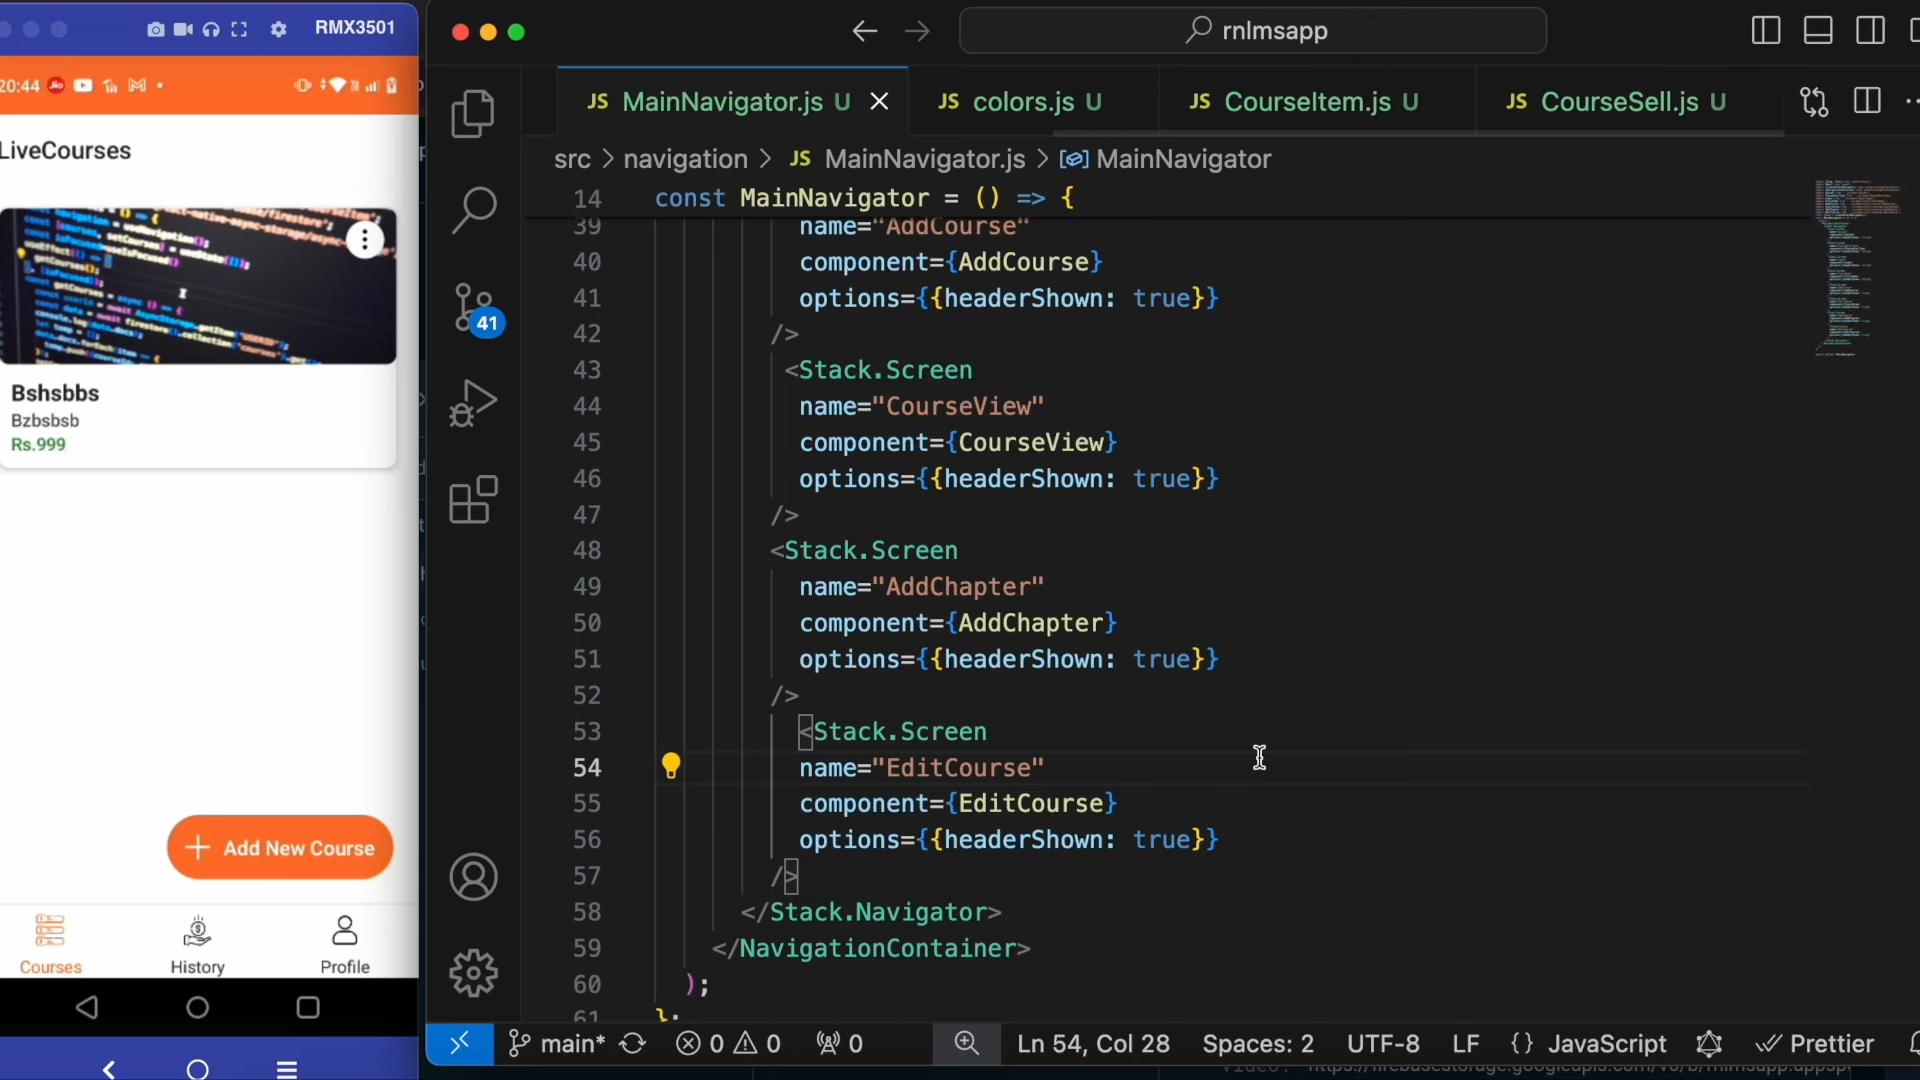 RMX3501
20:44
LiveCourses
Bshsbbs
Bzbsbsb
Rs.999
Add New Course
Courses
History
Profile
rnlmsapp
JS MainNavigator.js U
JS colors.js U
JS CourseItem.js U
JS CourseSell.js U
src > navigation > JS MainNavigator.js > MainNavigator
14 const MainNavigator = () => {
39 name="AddCourse"
40 component={AddCourse}
41 options={{headerShown: true}}
42 />
43 <Stack.Screen
44 name="CourseView"
45 component={CourseView}
46 options={{headerShown: true}}
47 />
48 <Stack.Screen
49 name="AddChapter"
50 component={AddChapter}
51 options={{headerShown: true}}
52 />
53 <Stack.Screen
54 name="EditCourse"
55 component={EditCourse}
56 options={{headerShown: true}}
57 />
58 </Stack.Navigator>
59 </NavigationContainer>
60 );
61 };
41
main*
0
0
0
Ln 54, Col 28
Spaces: 2
UTF-8
LF
{} JavaScript
Prettier